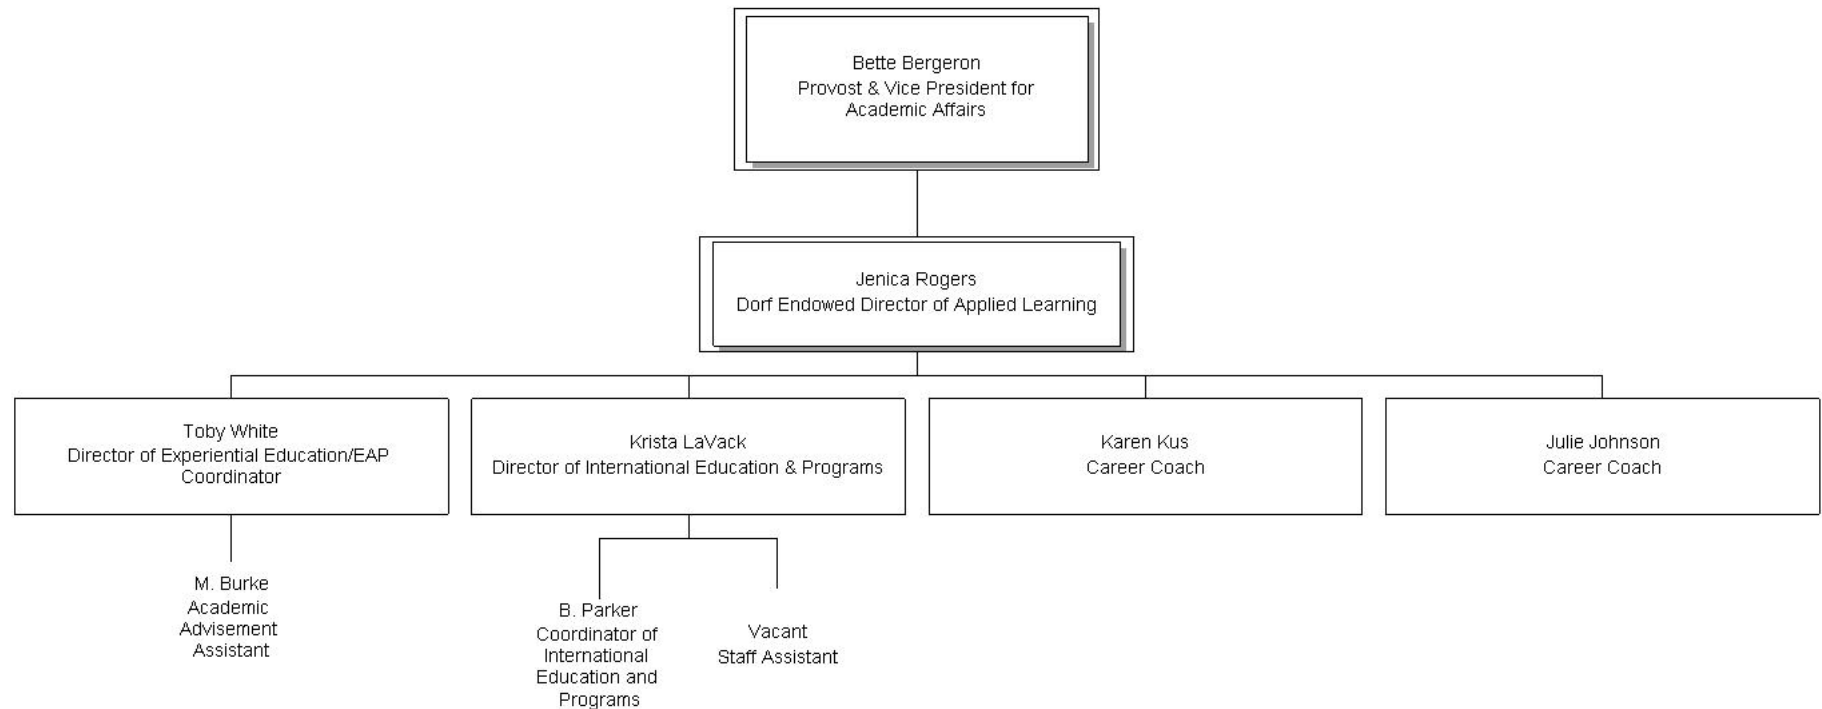 Bette Bergeron
Provost & Vice President for
Academic Affairs
Jenica Rogers
Dorf Endowed Director of Applied Learning
Toby White
Director of Experiential Education/EAP
Coordinator
Krista LaVack
Director of International Education & Programs
Karen Kus
Career Coach
Julie Johnson
Career Coach
M. Burke
Academic
Advisement
Assistant
B. Parker
Coordinator of
International
Education and
Programs
Vacant
Staff Assistant